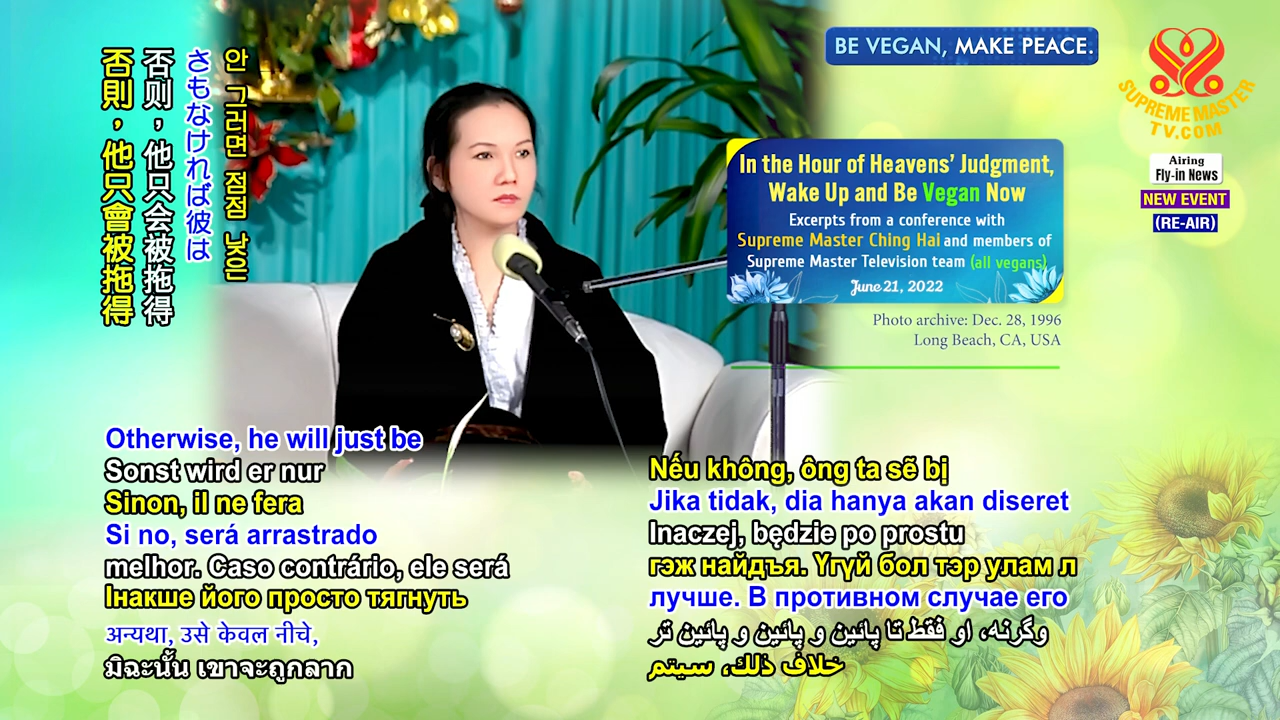 否則，他只會被拖得
否则，他只会被拖得
さもなければ彼は
안 그러면 점점 낮은
BE VEGAN, MAKE PEACE.
SUPREME MASTER
TV.COM
Airing
Fly-in News
NEW EVENT
(RE-AIR)
In the Hour of Heavens' Judgment,
Wake Up and Be Vegan Now
Excerpts from a conference with
Supreme Master Ching Hai and members of
Supreme Master Television team (all vegans)
June 21, 2022
Photo archive: Dec. 28, 1996
Long Beach, CA, USA
Otherwise, he will just be
Sonst wird er nur
Sinon, il ne fera
Si no, será arrastrado
melhor. Caso contrário, ele será
Інакше його просто тягнуть
अन्यथा, उसे केवल नीचे,
มิฉะนั้น เขาจะถูกลาก
Nếu không, ông ta sẽ bị
Jika tidak, dia hanya akan diseret
Inaczej, będzie po prostu
гэж найдъя. Үгүй бол тэр улам л
лучше. В противном случае его
وگرنه، او فقط تا پائین و پائین و پائین تر
خلاف ذلك، سيتم